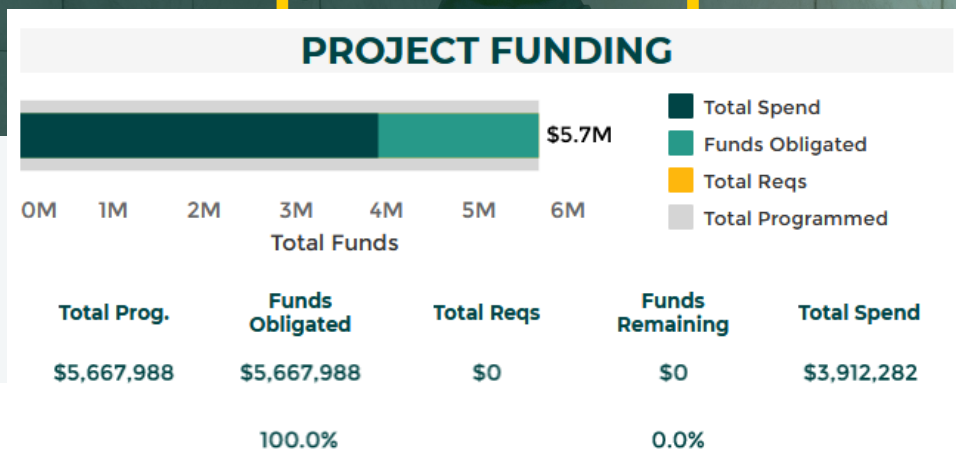 PROJECT FUNDING
$5.7M
Total Spend
Funds Obligated
Total Reqs
Total Programmed
0M 1M 2M 3M 4M 5M 6M
Total Funds
Total Prog.
Funds
Obligated
Total Reqs
Funds
Remaining
Total Spend
$5,667,988 $5,667,988 $0 $0 $3,912,282
100.0% 0.0%